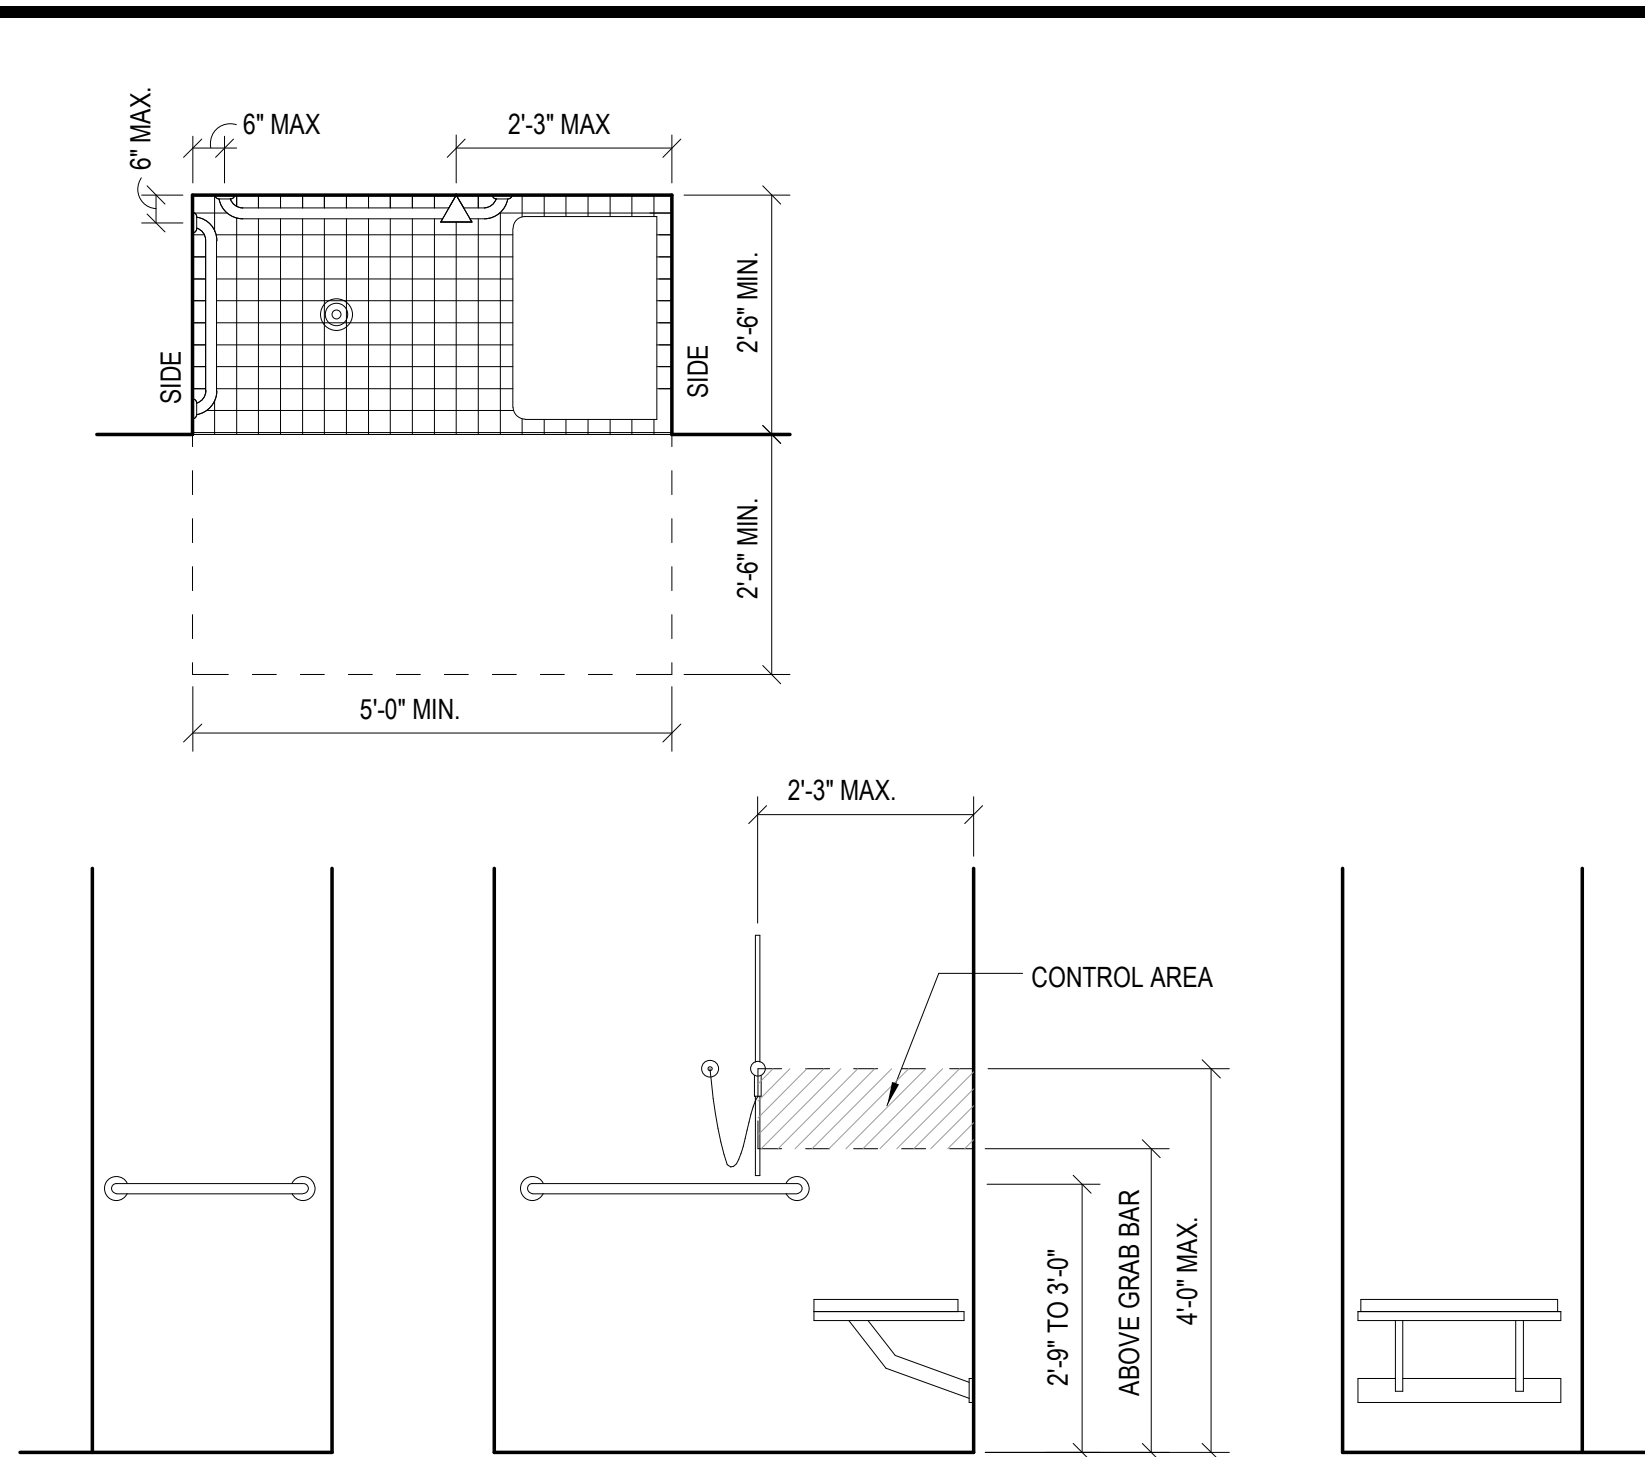 6" MAX.
6" MAX
2'-3" MAX
SIDE
SIDE
2'-6" MIN.
2'-6" MIN.
5'-0" MIN.
2'-3" MAX.
CONTROL AREA
2'-9" TO 3'-0"
ABOVE GRAB BAR
4'-0" MAX.